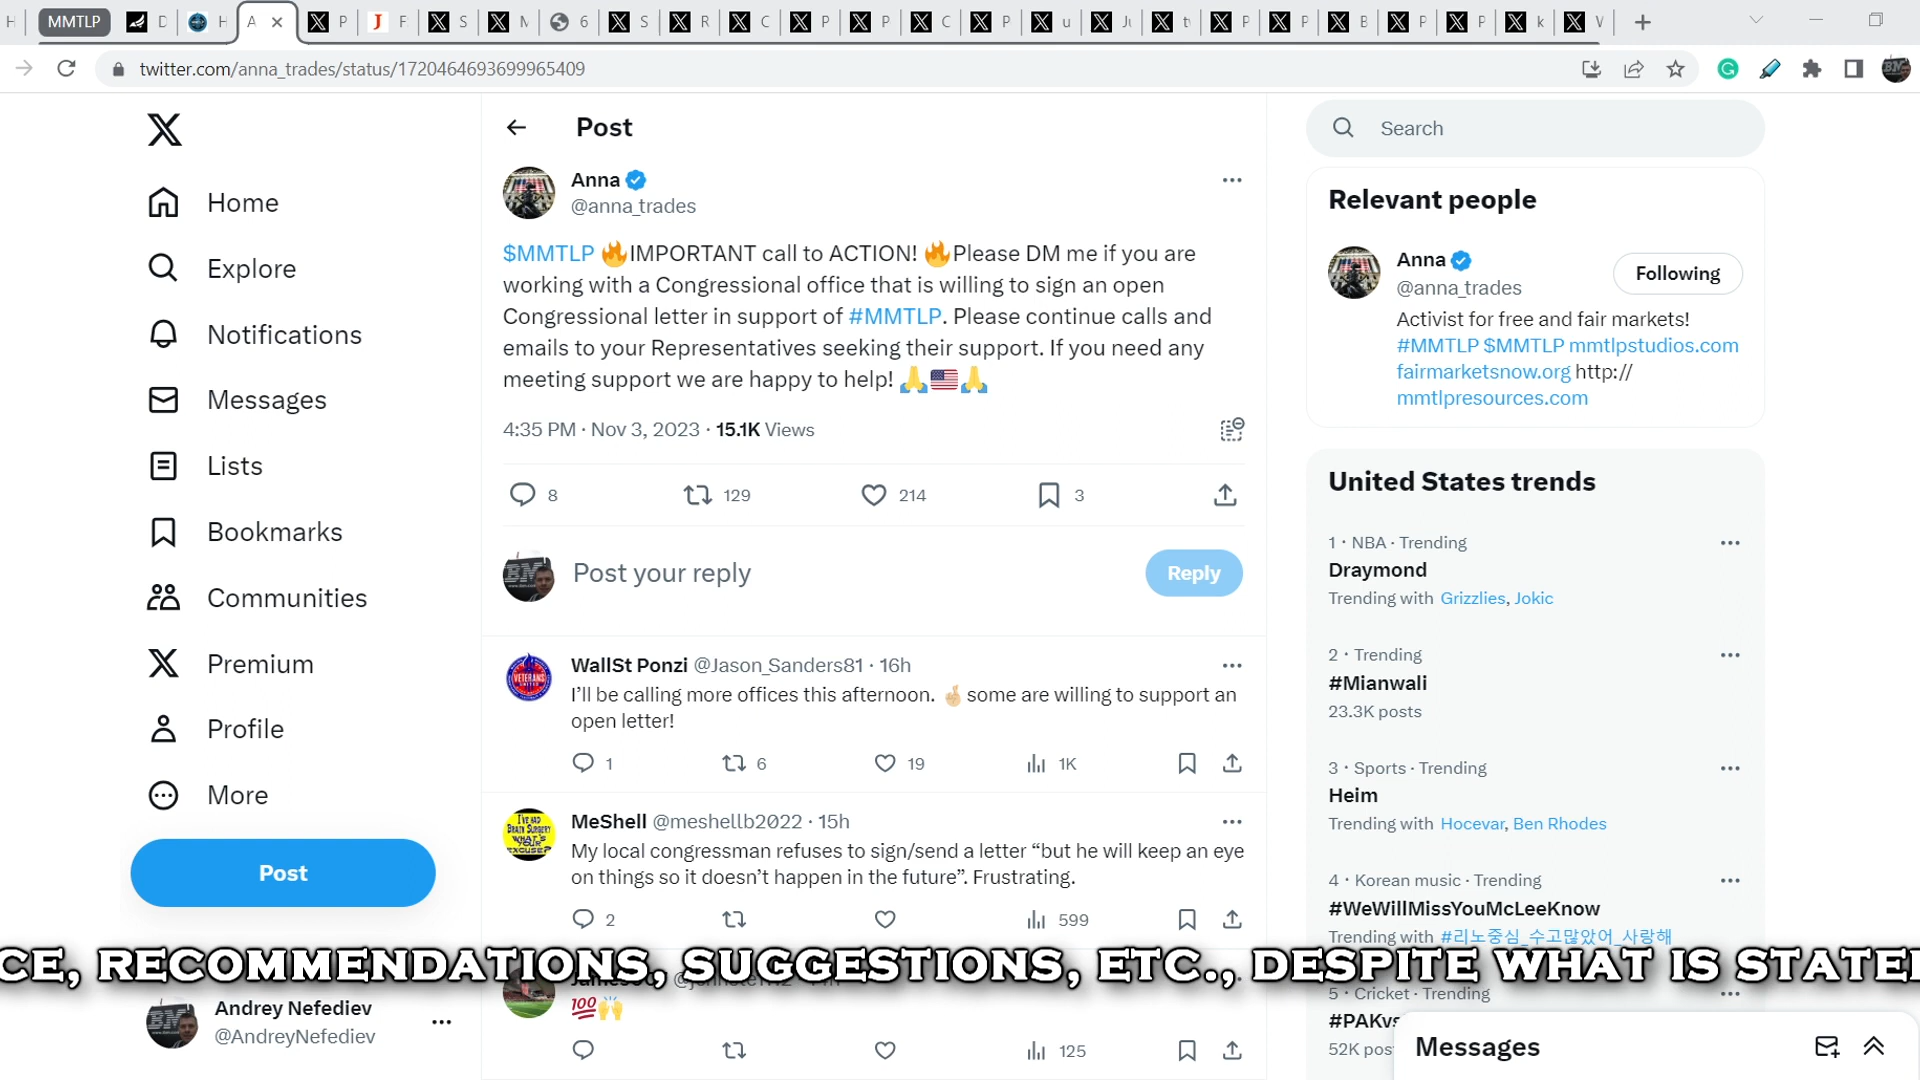 MMTLP
twitter.com/anna_trades/status/1720464693699965409
Home
Explore
Notifications
Messages
Lists
Bookmarks
Communities
Premium
Profile
More
Post
Andrey Nefediev
@AndreyNefediev
Post
Anna
@anna_trades
$MMTLP 🔥IMPORTANT call to ACTION! 🔥Please DM me if you are
working with a Congressional office that is willing to sign an open
Congressional letter in support of #MMTLP. Please continue calls and
emails to your Representatives seeking their support. If you need any
meeting support we are happy to help! 🙏🇺🇸🙏
4:35 PM · Nov 3, 2023 · 15.1K Views
8 129 214 3
Post your reply
Reply
WallSt Ponzi @Jason_Sanders81 · 16h
I’ll be calling more offices this afternoon. 🤞🏼some are willing to support an
open letter!
1 6 19 1K
MeShell @meshellb2022 · 15h
My local congressman refuses to sign/send a letter “but he will keep an eye
on things so it doesn’t happen in the future”. Frustrating.
2 599
CE, RECOMMENDATIONS, SUGGESTIONS, ETC., DESPITE WHAT IS STATE
💯🙌
125
Search
Relevant people
Anna
@anna_trades
Following
Activist for free and fair markets!
#MMTLP $MMTLP mmtlpstudios.com
fairmarketsnow.org http://
mmtlpresources.com
United States trends
1 · NBA · Trending
Draymond
Trending with Grizzlies, Jokic
2 · Trending
#Mianwali
23.3K posts
3 · Sports · Trending
Heim
Trending with Hocevar, Ben Rhodes
4 · Korean music · Trending
#WeWillMissYouMcLeeKnow
Trending with #리노중심_수고많았어_사랑해
5 · Cricket · Trending
#PAKvs
52K pos
Messages